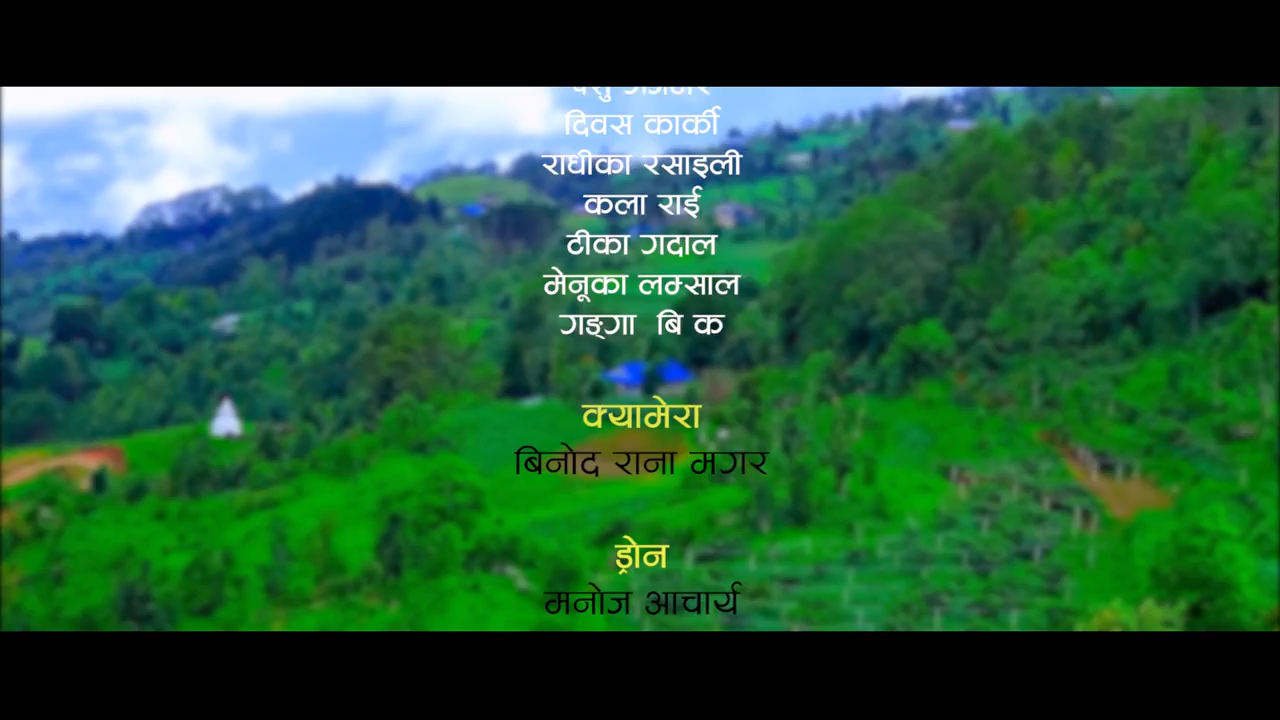 दिवस कार्की
राधीका रसाइली
कला राई
टीका गदाल
मेनूका लम्साल
गङ्गा बि क
क्यामेरा
बिनोद राना मगर
ड्रोन
मनोज आचार्य